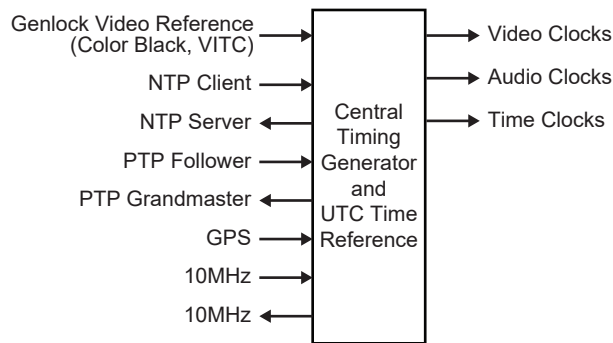 Genlock Video Reference
(Color Black, VITC)
NTP Client
NTP Server
PTP Follower
PTP Grandmaster
GPS
10MHz
10MHz
Central
Timing
Generator
and
UTC Time
Reference
Video Clocks
Audio Clocks
Time Clocks